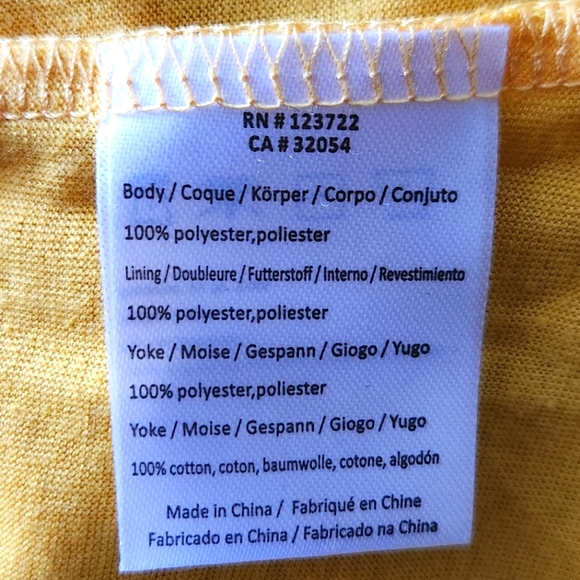 RN # 123722
CA # 32054
Body / Coque / Körper / Corpo / Conjuto
100% polyester,poliester
Lining / Doubleure / Futterstoff / Interno / Revestimiento
100% polyester,poliester
Yoke / Moise / Gespann / Giogo / Yugo
100% polyester,poliester
Yoke / Moise / Gespann / Giogo / Yugo
100% cotton, coton, baumwolle, cotone, algodón
Made in China / Fabriqué en Chine
Fabricado en China / Fabricado na China